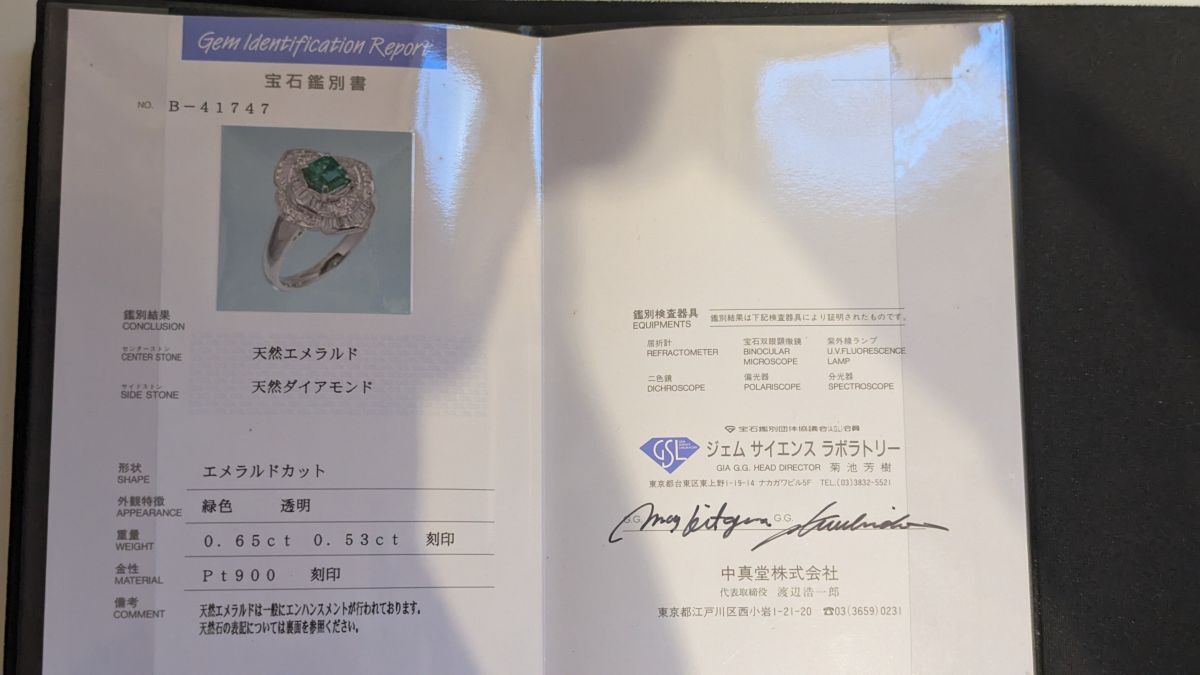 Gem Identification Report
宝石鑑別書
NO. B-41747
鑑別結果
CONCLUSION
センターストン
CENTER STONE
天然エメラルド
サイドストン
SIDE STONE
天然ダイアモンド
形状
SHAPE
エメラルドカット
外観特徴
APPEARANCE
緑色 透明
重量
WEIGHT
0.65ct 0.53ct 刻印
金性
MATERIAL
Pt900 刻印
備考
COMMENT
天然エメラルドは一般にエンハンスメントが行われております。
天然石の表記については裏面を参照ください。
鑑別検査器具
EQUIPMENTS
鑑別結果は下記検査器具により証明されたものです。
屈折計
REFRACTOMETER
宝石双眼顕微鏡
BINOCULAR
MICROSCOPE
紫外線ランプ
U.V.FLUORESCENCE
LAMP
二色鏡
DICHROSCOPE
偏光器
POLARISCOPE
分光器
SPECTROSCOPE
宝石鑑別団体協議会(AGL)会員
GSL
ジェム サイエンス ラボラトリー
GIA G.G. HEAD DIRECTOR 菊池芳樹
東京都台東区東上野1-19-14 ナカガワビル5F TEL.(03)3832-5521
G.G. G.G.
中真堂株式会社
代表取締役 渡辺浩一郎
東京都江戸川区西小岩1-21-20 ☎03(3659)0231